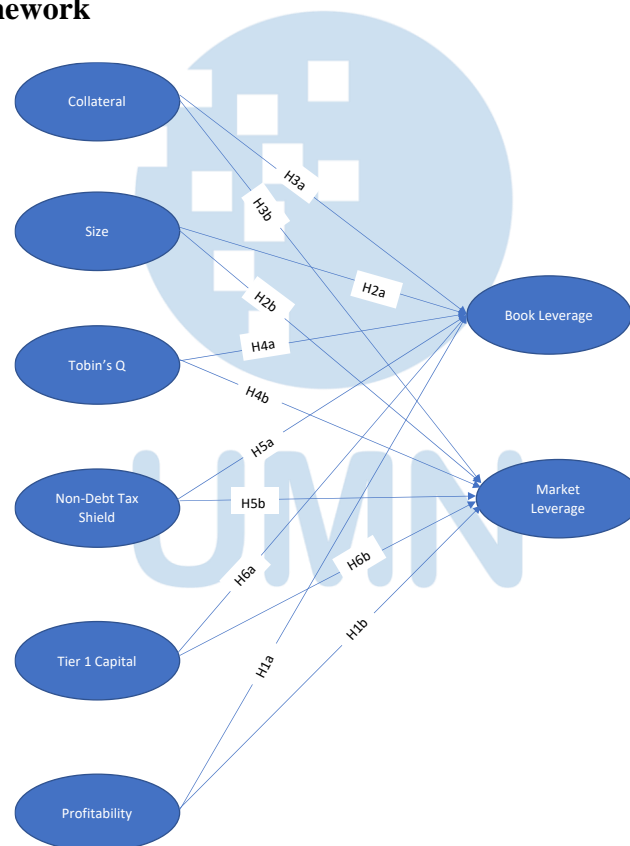 nework
Collateral
H3a
H3b
Size
H2a
H2b
Book Leverage
H4a
Tobin's Q
H4b
H5a
Non-Debt Tax
Shield
H5b
Market
Leverage
UMN
H6a
H6b
H1b
Tier 1 Capital
H1a
Profitability